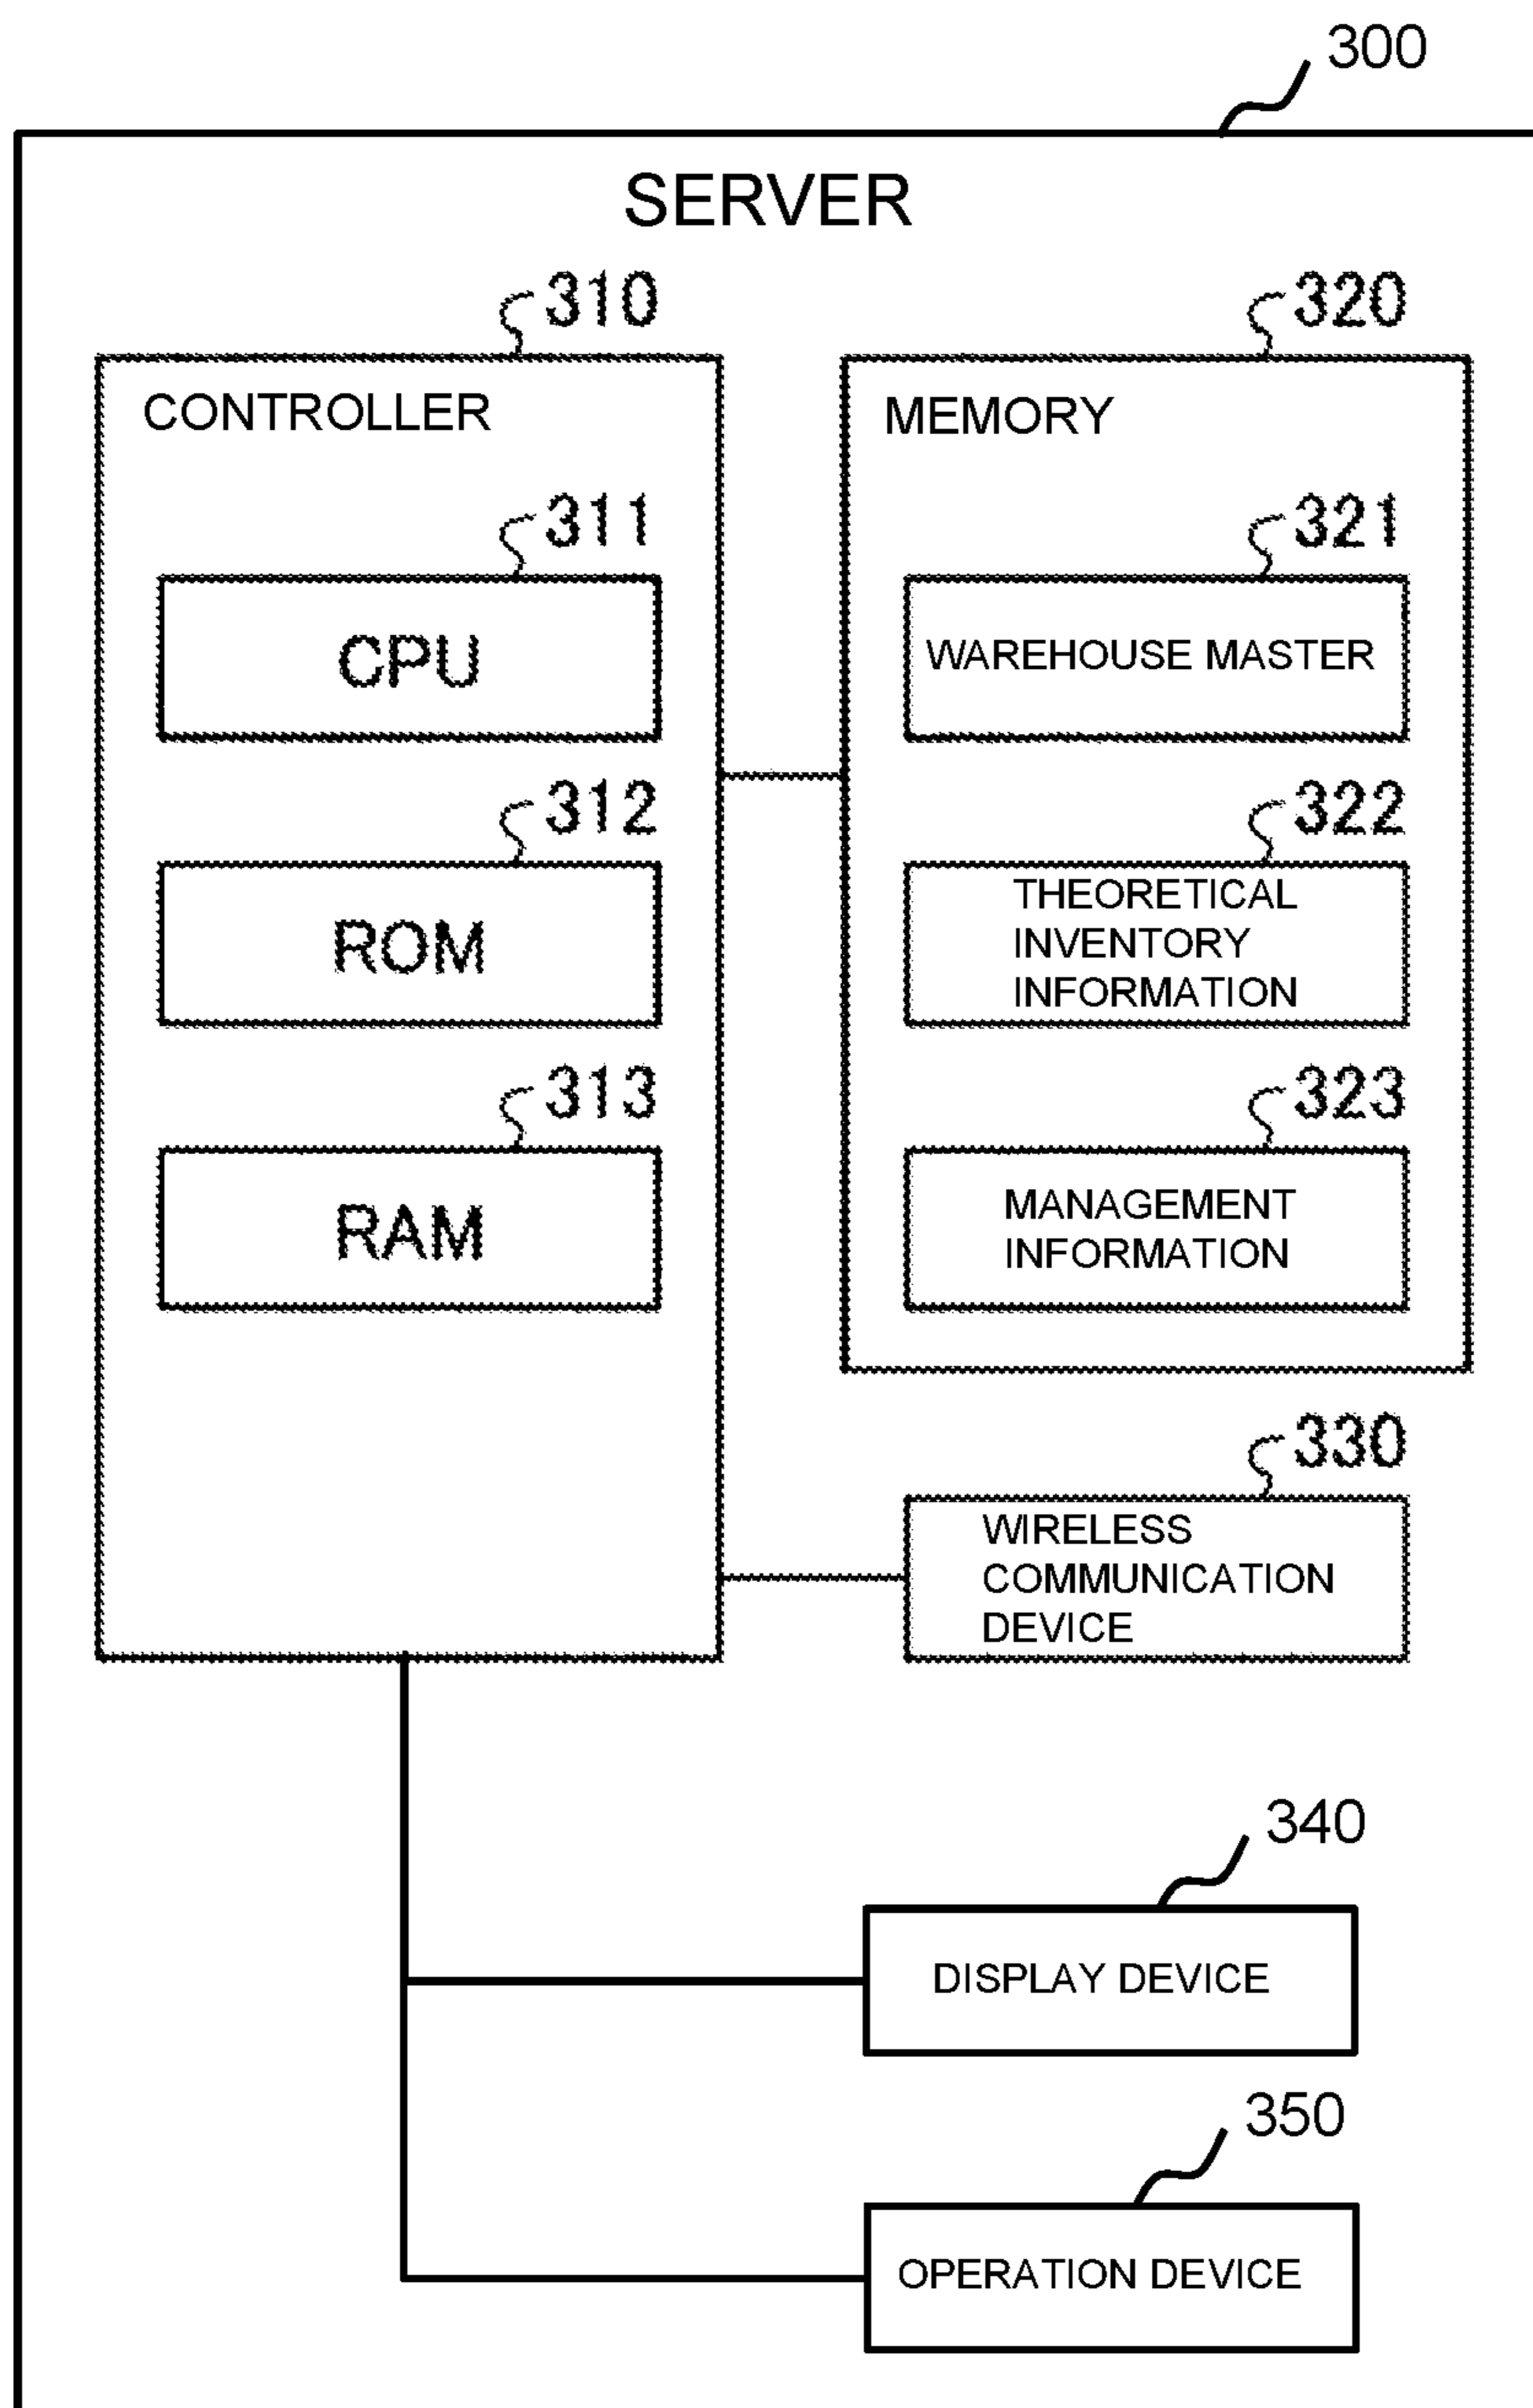 300
SERVER
310
320
CONTROLLER
MEMORY
311
321
CPU
WAREHOUSE MASTER
312
322
ROM
THEORETICAL
INVENTORY
INFORMATION
313
323
RAM
MANAGEMENT
INFORMATION
330
WIRELESS
COMMUNICATION
DEVICE
340
DISPLAY DEVICE
350
OPERATION DEVICE